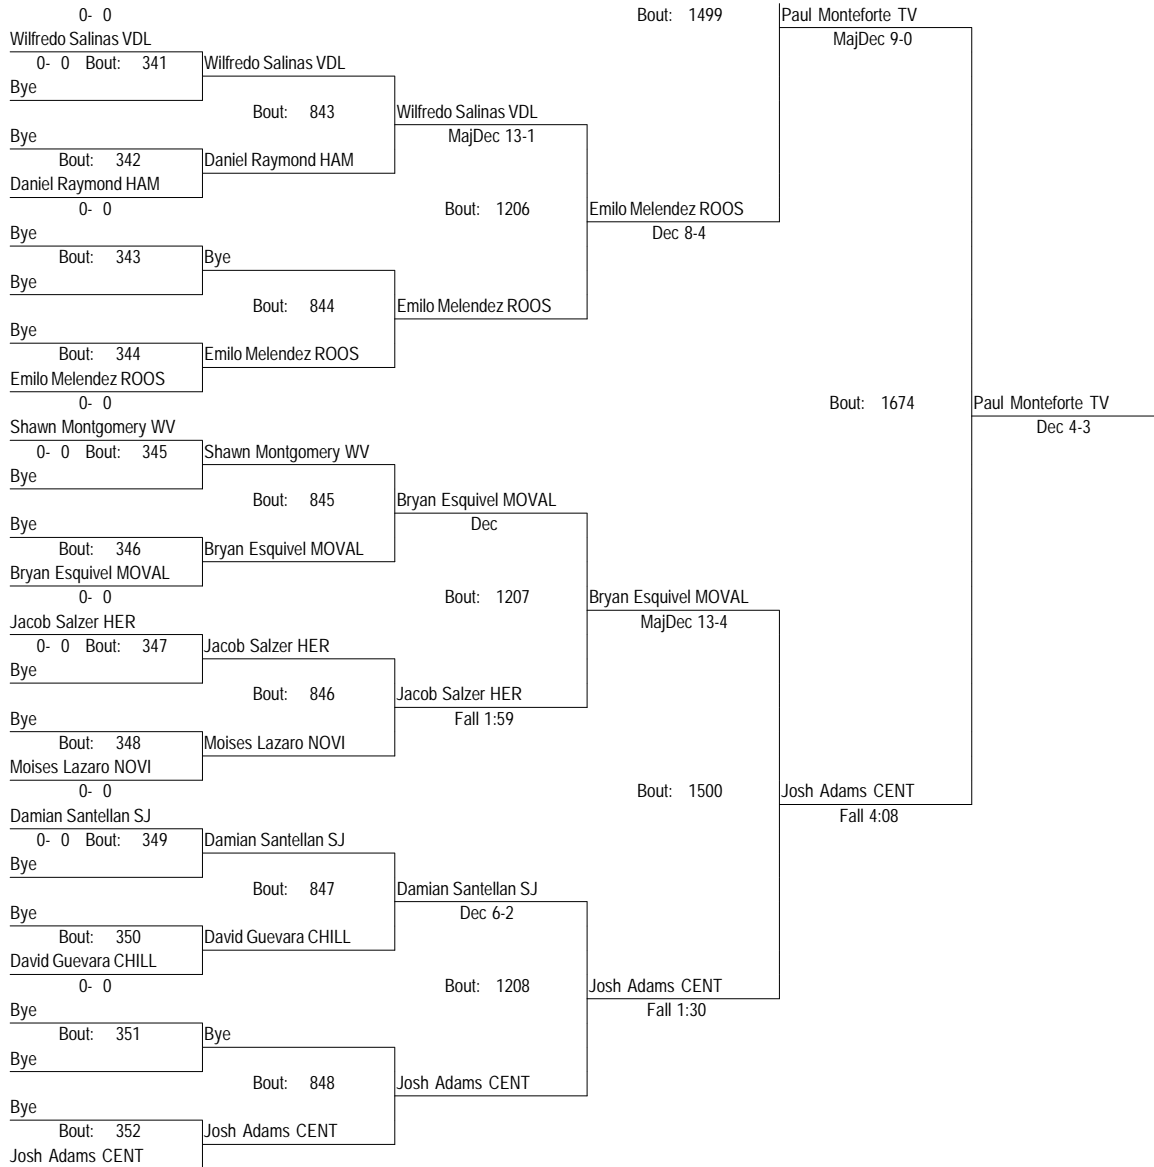 0- 0
Bout: 1499
Paul Monteforte TV
Wilfredo Salinas VDL
MajDec 9-0
0- 0 Bout: 341
Wilfredo Salinas VDL
Bye
Bout: 843
Wilfredo Salinas VDL
Bye
MajDec 13-1
Bout: 342
Daniel Raymond HAM
Daniel Raymond HAM
0- 0
Bout: 1206
Emilo Melendez ROOS
Bye
Dec 8-4
Bout: 343
Bye
Bye
Bout: 844
Emilo Melendez ROOS
Bye
Bout: 344
Emilo Melendez ROOS
Emilo Melendez ROOS
0- 0
Bout: 1674
Paul Monteforte TV
Shawn Montgomery WV
Dec 4-3
0- 0 Bout: 345
Shawn Montgomery WV
Bye
Bout: 845
Bryan Esquivel MOVAL
Bye
Dec
Bout: 346
Bryan Esquivel MOVAL
Bryan Esquivel MOVAL
0- 0
Bout: 1207
Bryan Esquivel MOVAL
Jacob Salzer HER
MajDec 13-4
0- 0 Bout: 347
Jacob Salzer HER
Bye
Bout: 846
Jacob Salzer HER
Bye
Fall 1:59
Bout: 348
Moises Lazaro NOVI
Moises Lazaro NOVI
0- 0
Bout: 1500
Josh Adams CENT
Damian Santellan SJ
Fall 4:08
0- 0 Bout: 349
Damian Santellan SJ
Bye
Bout: 847
Damian Santellan SJ
Bye
Dec 6-2
Bout: 350
David Guevara CHILL
David Guevara CHILL
0- 0
Bout: 1208
Josh Adams CENT
Bye
Fall 1:30
Bout: 351
Bye
Bye
Bout: 848
Josh Adams CENT
Bye
Bout: 352
Josh Adams CENT
Josh Adams CENT